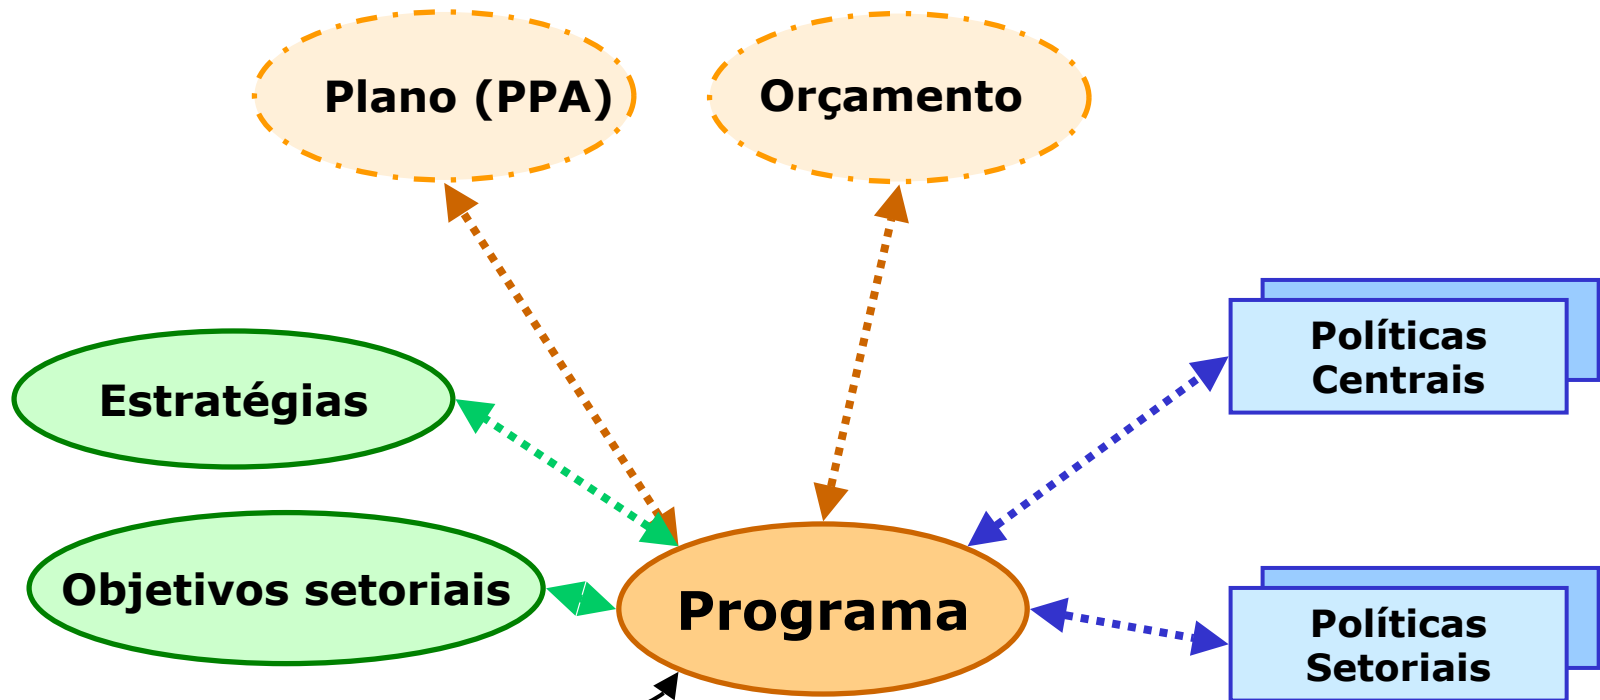 Plano (PPA)
Orçamento
Políticas
Centrais
Estratégias
Objetivos setoriais
Programa
Políticas
Setoriais